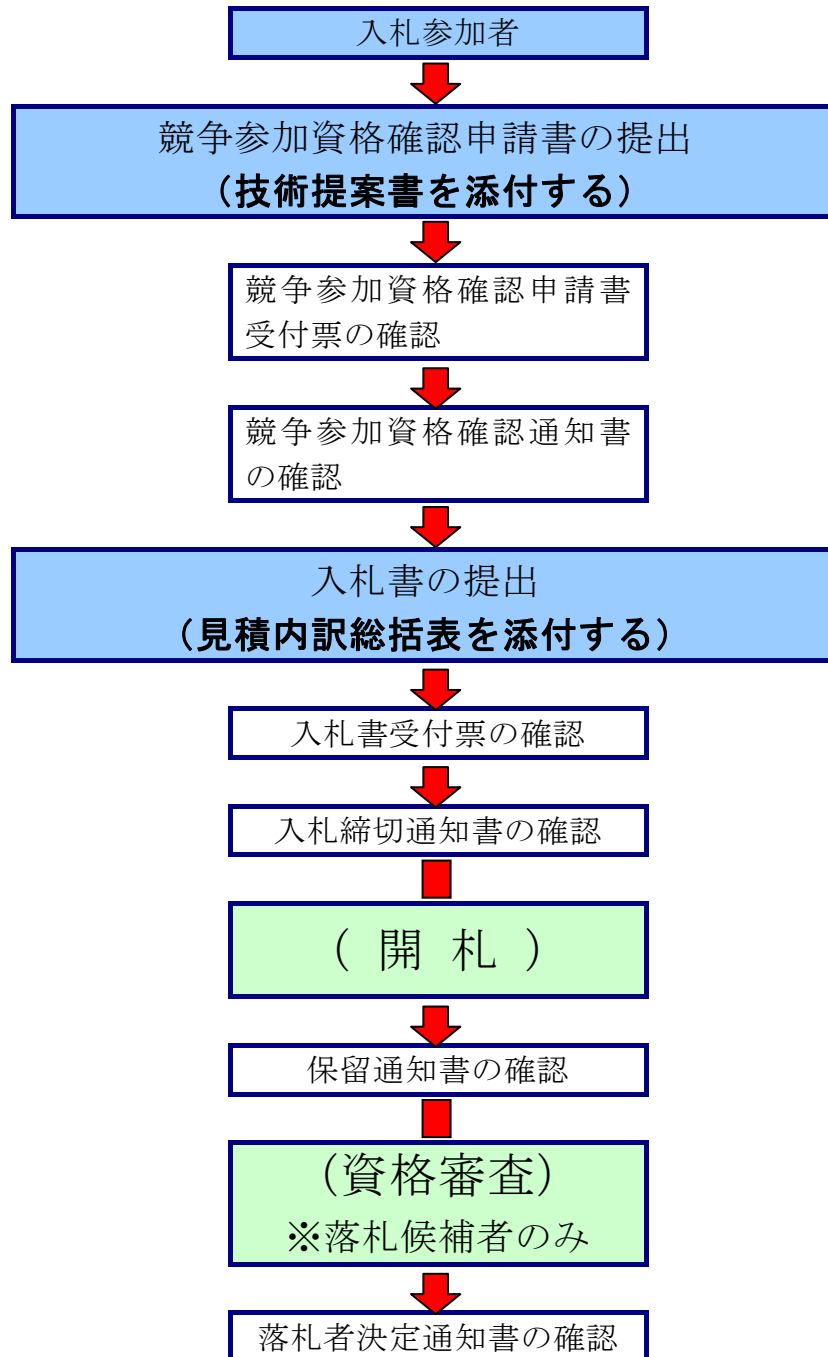 入札参加者
競争参加資格確認申請書の提出
（技術提案書を添付する）
競争参加資格確認申請書
受付票の確認
競争参加資格確認通知書
の確認
入札書の提出
（見積内訳総括表を添付する）
入札書受付票の確認
入札締切通知書の確認
（ 開 札 ）
保留通知書の確認
（資格審査）
※落札候補者のみ
落札者決定通知書の確認